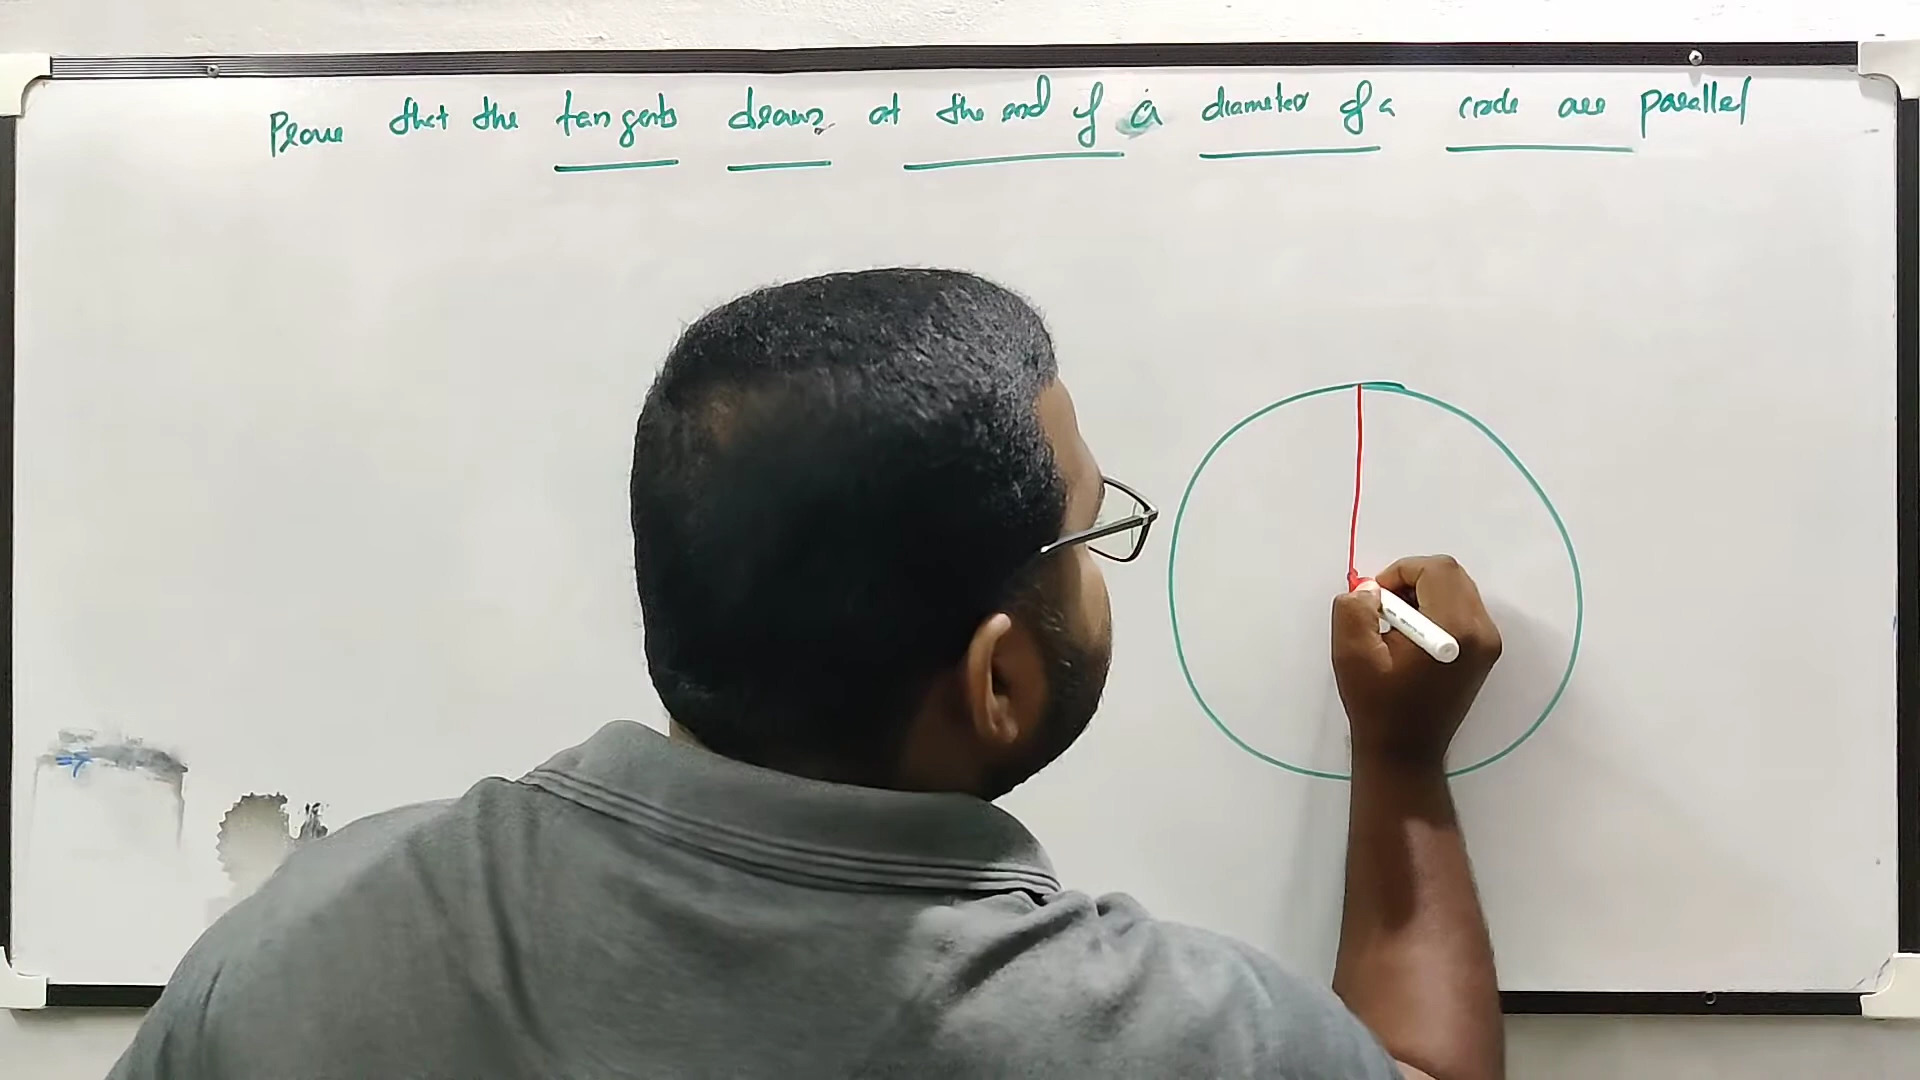 Prove that the tangents drawn at the end of a diameter of a circle are parallel